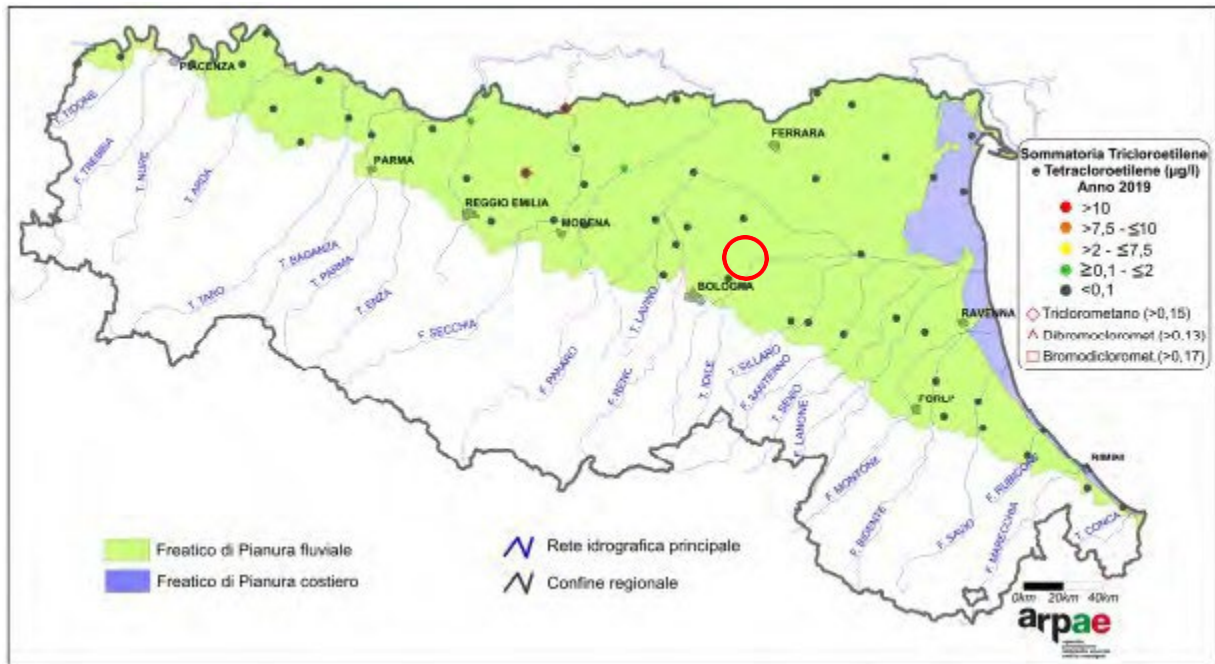 PIACENZA
T. TIDONE
F. TREBBIA
T. NURE
T. ARDA
PARMA
FERRARA
REGGIO EMILIA
MODENA
BOLOGNA
RAVENNA
FORLI'
RIMINI
T. TARO
T. BAGANZA
T. PARMA
T. ENZA
F. SECCHIA
F. PANARO
F. RENO
T. LAVINO
T. IDICE
T. SILLARO
F. SANTERNO
T. SENIO
F. LAMONE
F. MONTONE
F. BIDENTE
F. SAVIO
F. RUBICONE
F. MARECCHIA
T. CONCA
Sommatoria Tricloroetilene
e Tetracloroetilene (µg/l)
Anno 2019
>10
>7,5 - ≤10
>2 - ≤7,5
≥0,1 - ≤2
<0,1
Triclorometano (>0,15)
Dibromocloromet. (>0,13)
Bromodicloromet. (>0,17)
Freatico di Pianura fluviale
Freatico di Pianura costiero
Rete idrografica principale
Confine regionale
0km 20km 40km
arpae